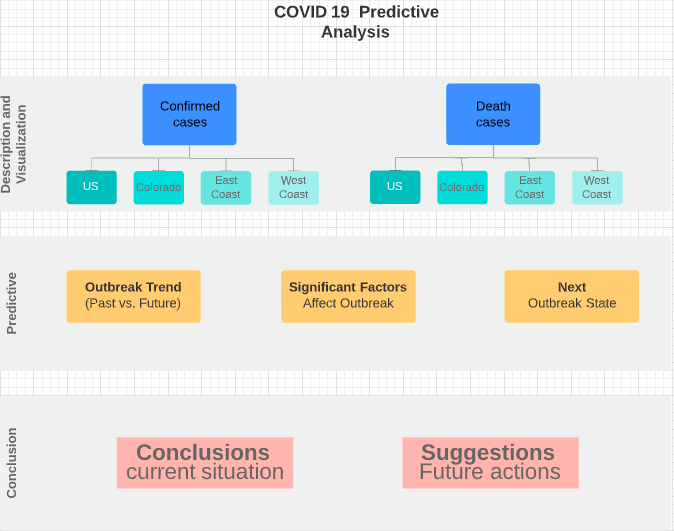 COVID 19 Predictive
Analysis
Description and
Visualization
Confirmed
cases
Death
cases
US
Colorado
East
Coast
West
Coast
US
Colorado
East
Coast
West
Coast
Predictive
Outbreak Trend
(Past vs. Future)
Significant Factors
Affect Outbreak
Next
Outbreak State
Conclusion
Conclusions
current situation
Suggestions
Future actions